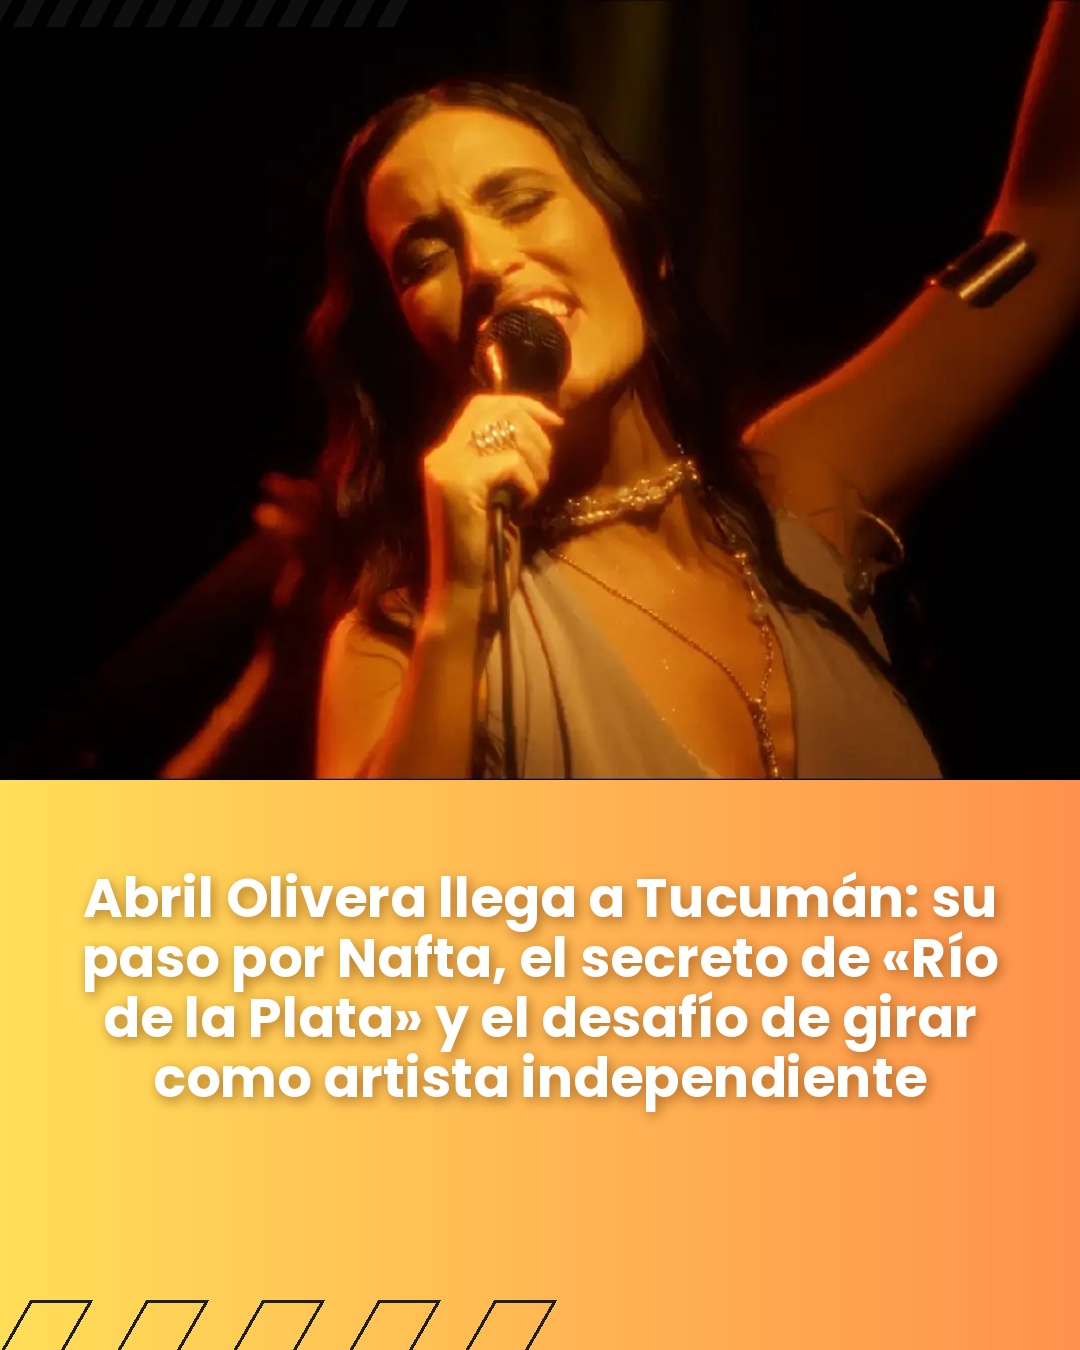 Abril Olivera llega a Tucumán: su
paso por Nafta, el secreto de «Río
de la Plata» y el desafío de girar
como artista independiente